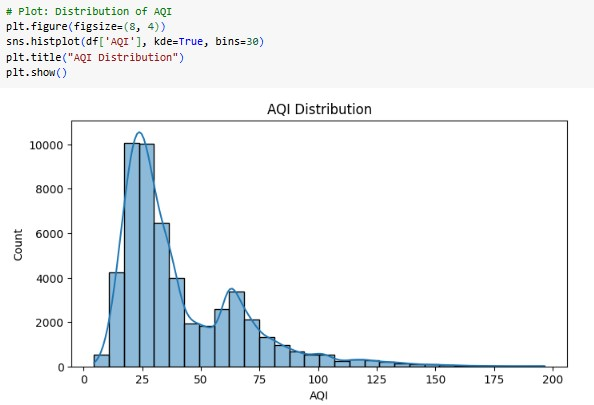 # Plot: Distribution of AQI
plt.figure(figsize=(8, 4))
sns.histplot(df['AQI'], kde=True, bins=30)
plt.title("AQI Distribution")
plt.show()
AQI Distribution
10000
8000
6000
4000
2000
0
Count
0 25 50 75 100 125 150 175 200
AQI